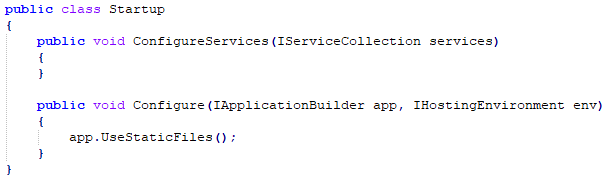 public class Startup
{
    public void ConfigureServices(IServiceCollection services)
    {
    }

    public void Configure(IApplicationBuilder app, IHostingEnvironment env)
    {
        app.UseStaticFiles();
    }
}